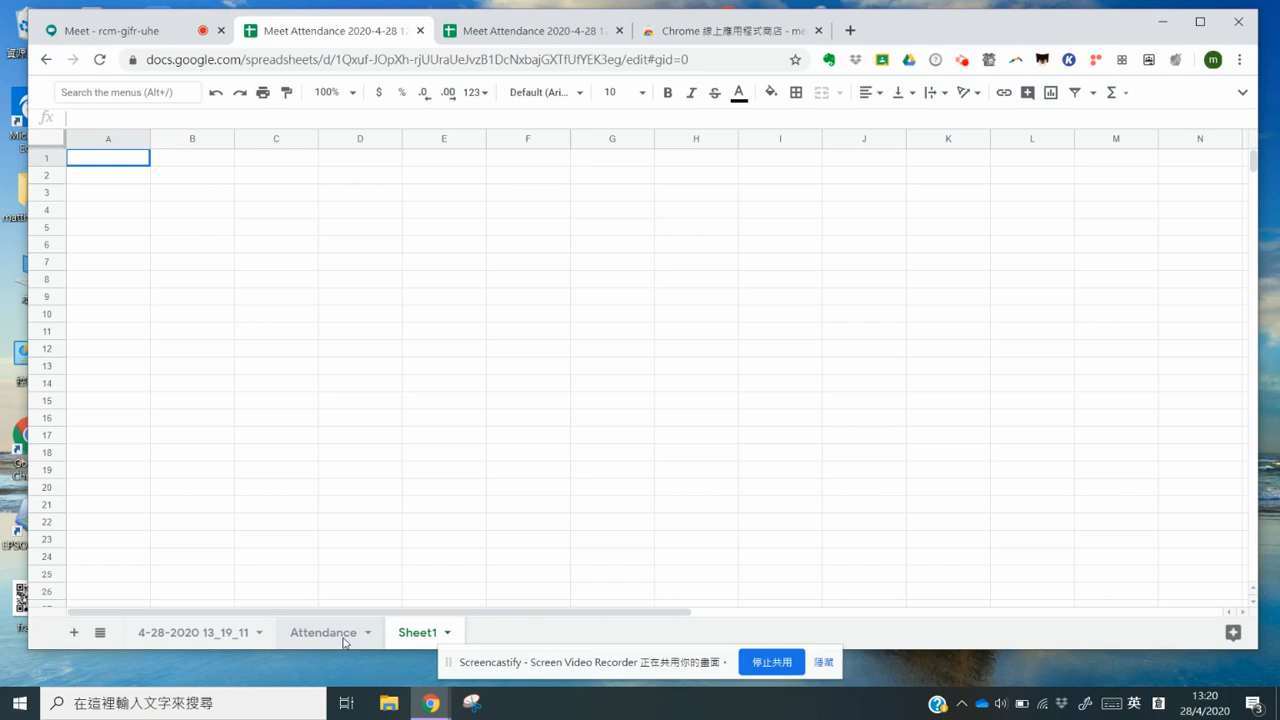 Meet - rcm-gifr-uhe
Meet Attendance 2020-4-28 1
Meet Attendance 2020-4-28 1
Chrome 線上應用程式商店 - me
docs.google.com/spreadsheets/d/1Qxuf-JOpXh-rjUUraUeJvzB1DcNxbajGXTfUfYEK3eg/edit#gid=0
Search the menus (Alt+/)
100%
$
%
.0
.00
123
Default (Ari...
10
B
I
S
A
fx
A B C D E F G H I J K L M N
1
2
3
4
5
6
7
8
9
10
11
12
13
14
15
16
17
18
19
20
21
22
23
24
25
26
4-28-2020 13_19_11
Attendance
Sheet1
Screencastify - Screen Video Recorder 正在共用你的畫面。
停止共用
隱藏
在這裡輸入文字來搜尋
英
13:20
28/4/2020
3